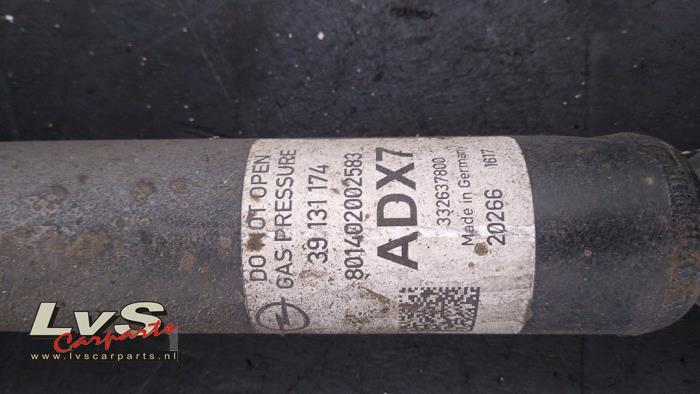 DO NOT OPEN
GAS PRESSURE
39 131 174
801402002583
ADX7
332637800
Made in Germany
20266 1617
LvS
Carparts
www.lvscarparts.nl